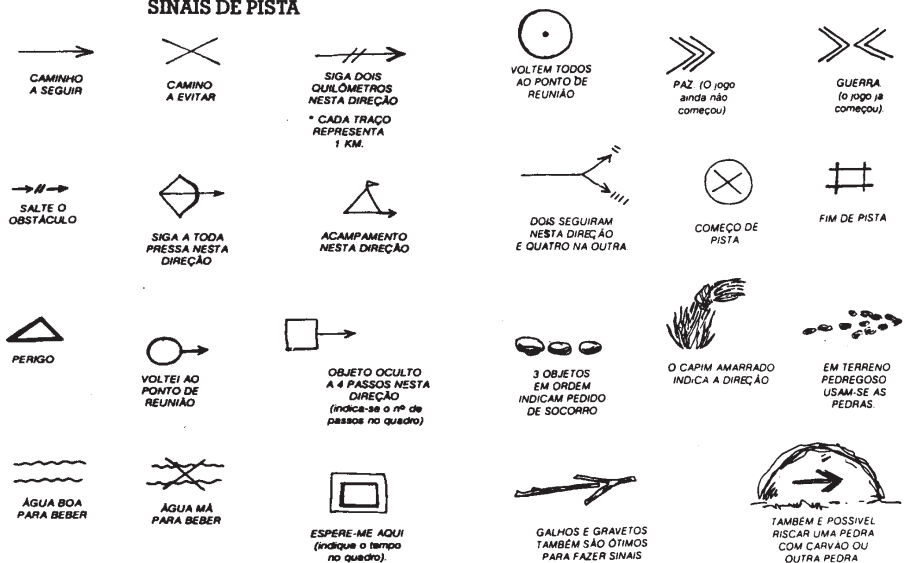 SINAIS DE PISTA
CAMINHO
A SEGUIR
CAMINO
A EVITAR
SIGA DOIS
QUILÔMETROS
NESTA DIREÇÃO
* CADA TRAÇO
REPRESENTA
1 KM.
VOLTEM TODOS
AO PONTO DE
REUNIÃO
PAZ. (O jogo
ainda não
começou)
GUERRA
(o jogo ja
começou).
SALTE O
OBSTÁCULO
SIGA A TODA
PRESSA NESTA
DIREÇÃO
ACAMPAMENTO
NESTA DIREÇÃO
DOIS SEGUIRAM
NESTA DIREÇÃO
E QUATRO NA OUTRA
COMEÇO DE
PISTA
FIM DE PISTA
PERIGO
VOLTEI AO
PONTO DE
REUNIÃO
OBJETO OCULTO
A 4 PASSOS NESTA
DIREÇÃO
(indica-se o nº de
passos no quadro)
3 OBJETOS
EM ORDEM
INDICAM PEDIDO
DE SOCORRO
O CAPIM AMARRADO
INDICA A DIREÇÃO
EM TERRENO
PEDREGOSO
USAM-SE AS
PEDRAS.
ÁGUA BOA
PARA BEBER
ÁGUA MÁ
PARA BEBER
ESPERE-ME AQUI
(indique o tempo
no quadro).
GALHOS E GRAVETOS
TAMBÉM SÃO ÓTIMOS
PARA FAZER SINAIS
TAMBÉM E POSSIVEL
RISCAR UMA PEDRA
COM CARVÃO OU
OUTRA PEDRA